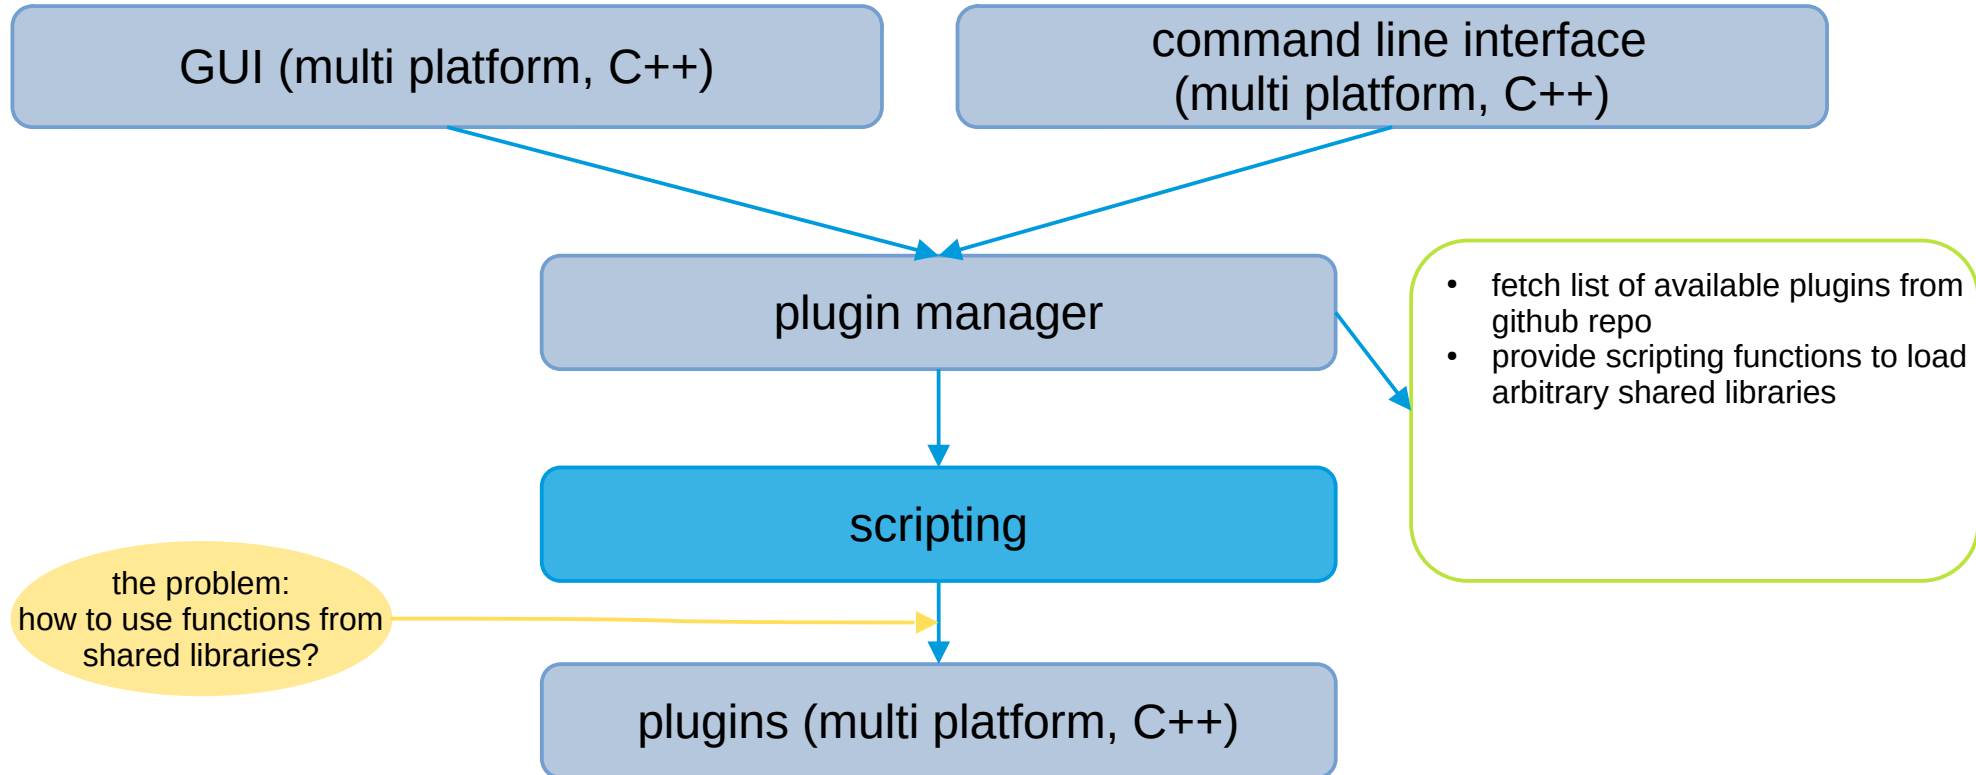 GUI (multi platform, C++)
command line interface
(multi platform, C++)
plugin manager
• fetch list of available plugins from
github repo
• provide scripting functions to load
arbitrary shared libraries
scripting
the problem:
how to use functions from
shared libraries?
plugins (multi platform, C++)